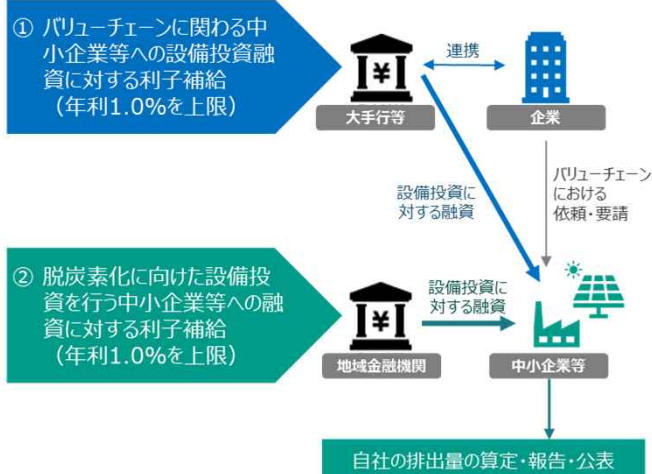 ① バリューチェーンに関わる中
小企業等への設備投資融
資に対する利子補給
（年利1.0%を上限）
¥
連携
大手行等
企業
設備投資に
対する融資
バリューチェーン
における
依頼・要請
② 脱炭素化に向けた設備投
資を行う中小企業等への融
資に対する利子補給
（年利1.0%を上限）
¥
設備投資に
対する融資
地域金融機関
中小企業等
自社の排出量の算定・報告・公表